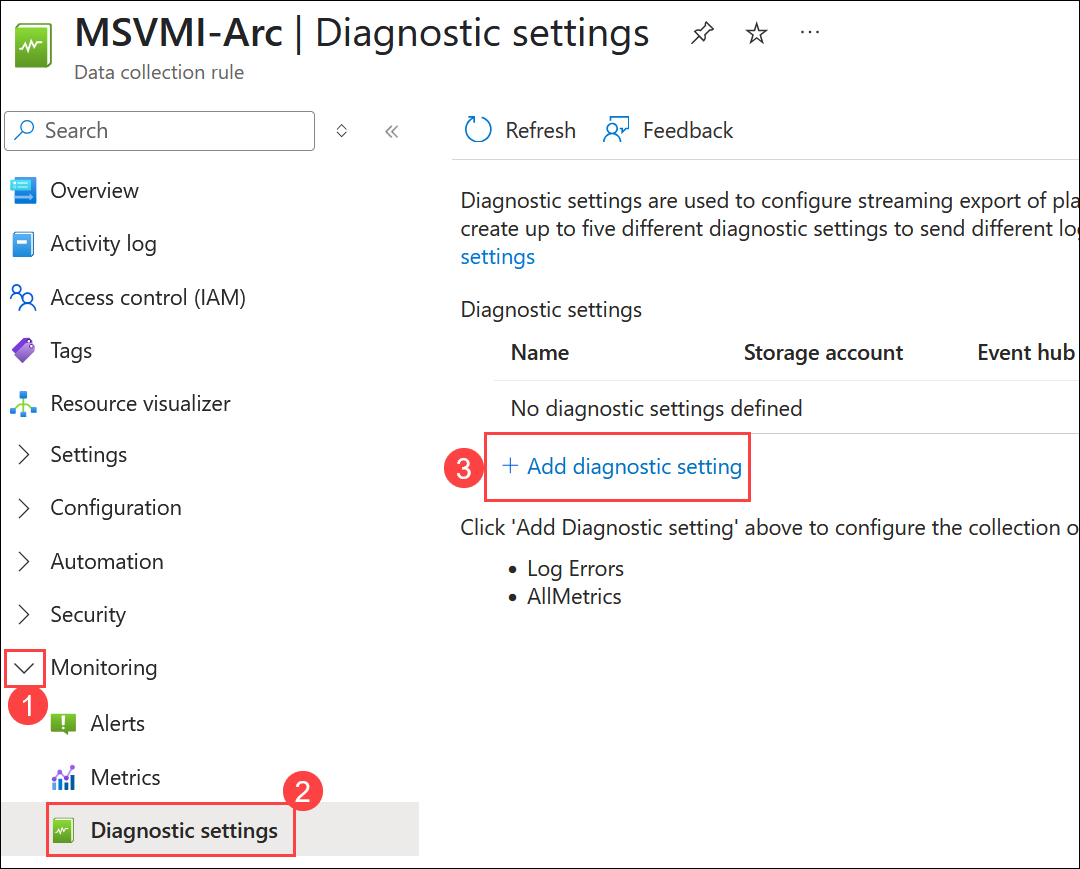 MSVMI-Arc | Diagnostic settings
Data collection rule
Search
Overview
Activity log
Access control (IAM)
Tags
Resource visualizer
Settings
Configuration
Automation
Security
Monitoring
1
Alerts
Metrics
2
Diagnostic settings
Refresh
Feedback
Diagnostic settings are used to configure streaming export of pla
create up to five different diagnostic settings to send different log
settings
Diagnostic settings
Name Storage account Event hub
No diagnostic settings defined
3
+ Add diagnostic setting
Click 'Add Diagnostic setting' above to configure the collection o
• Log Errors
• AllMetrics